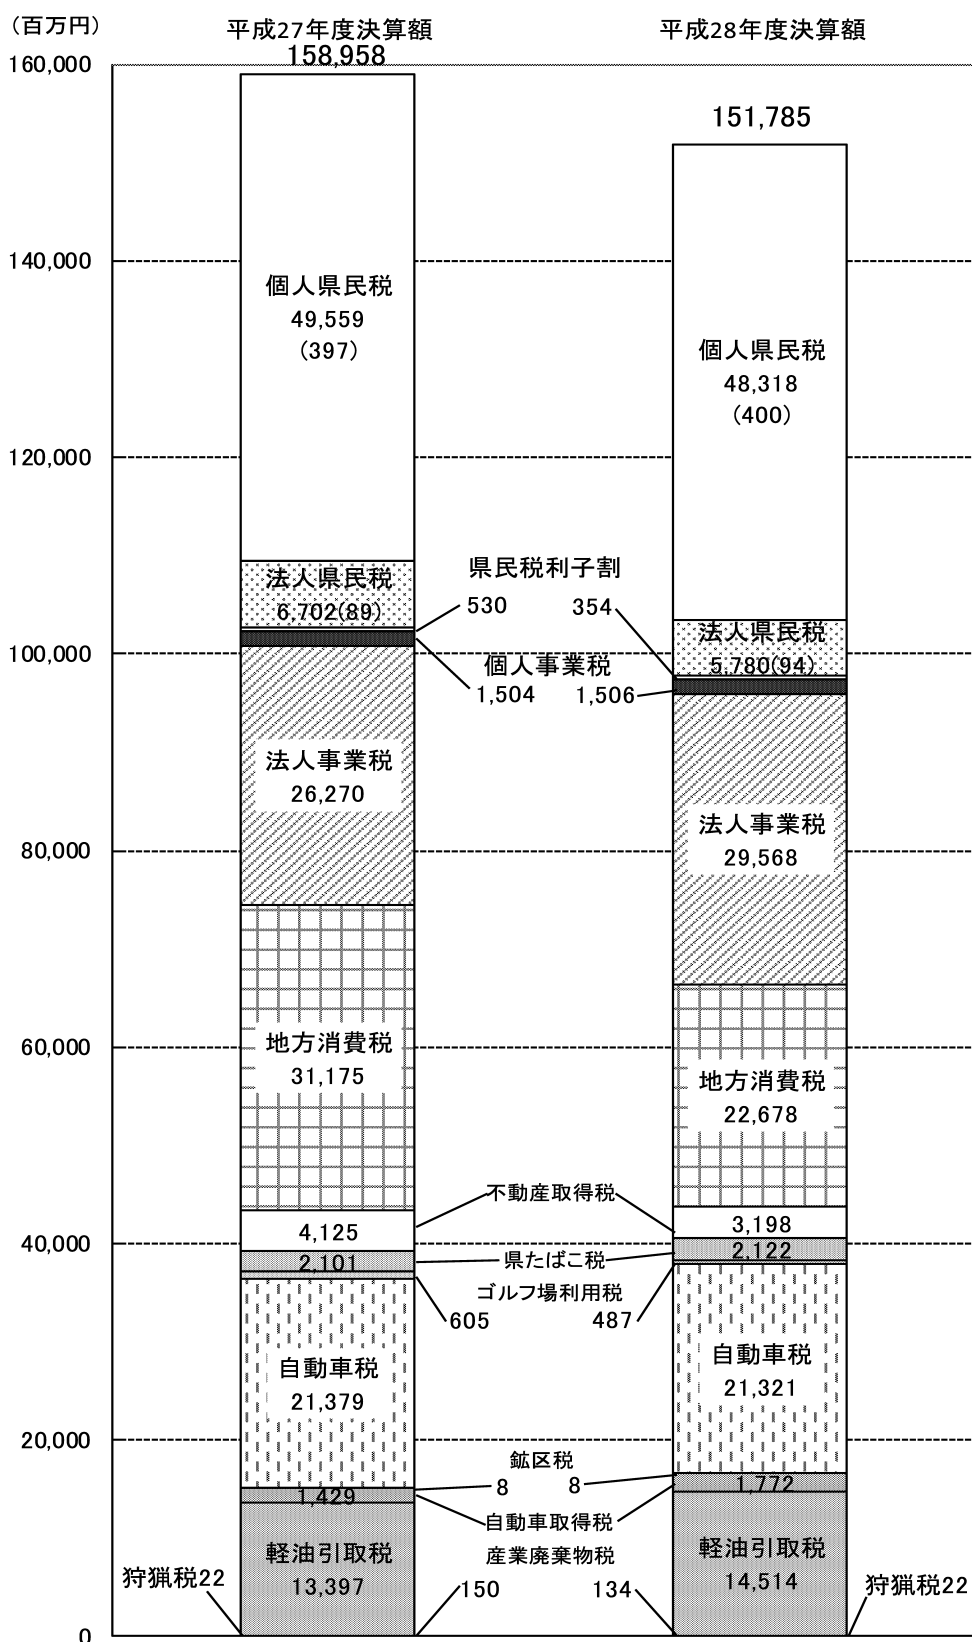 (百万円)
平成27年度決算額
平成28年度決算額
158,958
151,785
160,000
140,000
120,000
100,000
80,000
60,000
40,000
20,000
0
個人県民税
49,559
(397)
個人県民税
48,318
(400)
法人県民税
6,702(89)
県民税利子割
530
354
法人県民税
5,780(94)
個人事業税
1,504
1,506
法人事業税
26,270
法人事業税
29,568
地方消費税
31,175
地方消費税
22,678
不動産取得税
4,125
3,198
県たばこ税
2,101
2,122
ゴルフ場利用税
605
487
自動車税
21,379
自動車税
21,321
鉱区税
8
8
1,429
1,772
自動車取得税
産業廃棄物税
150
134
軽油引取税
13,397
軽油引取税
14,514
狩猟税22
狩猟税22